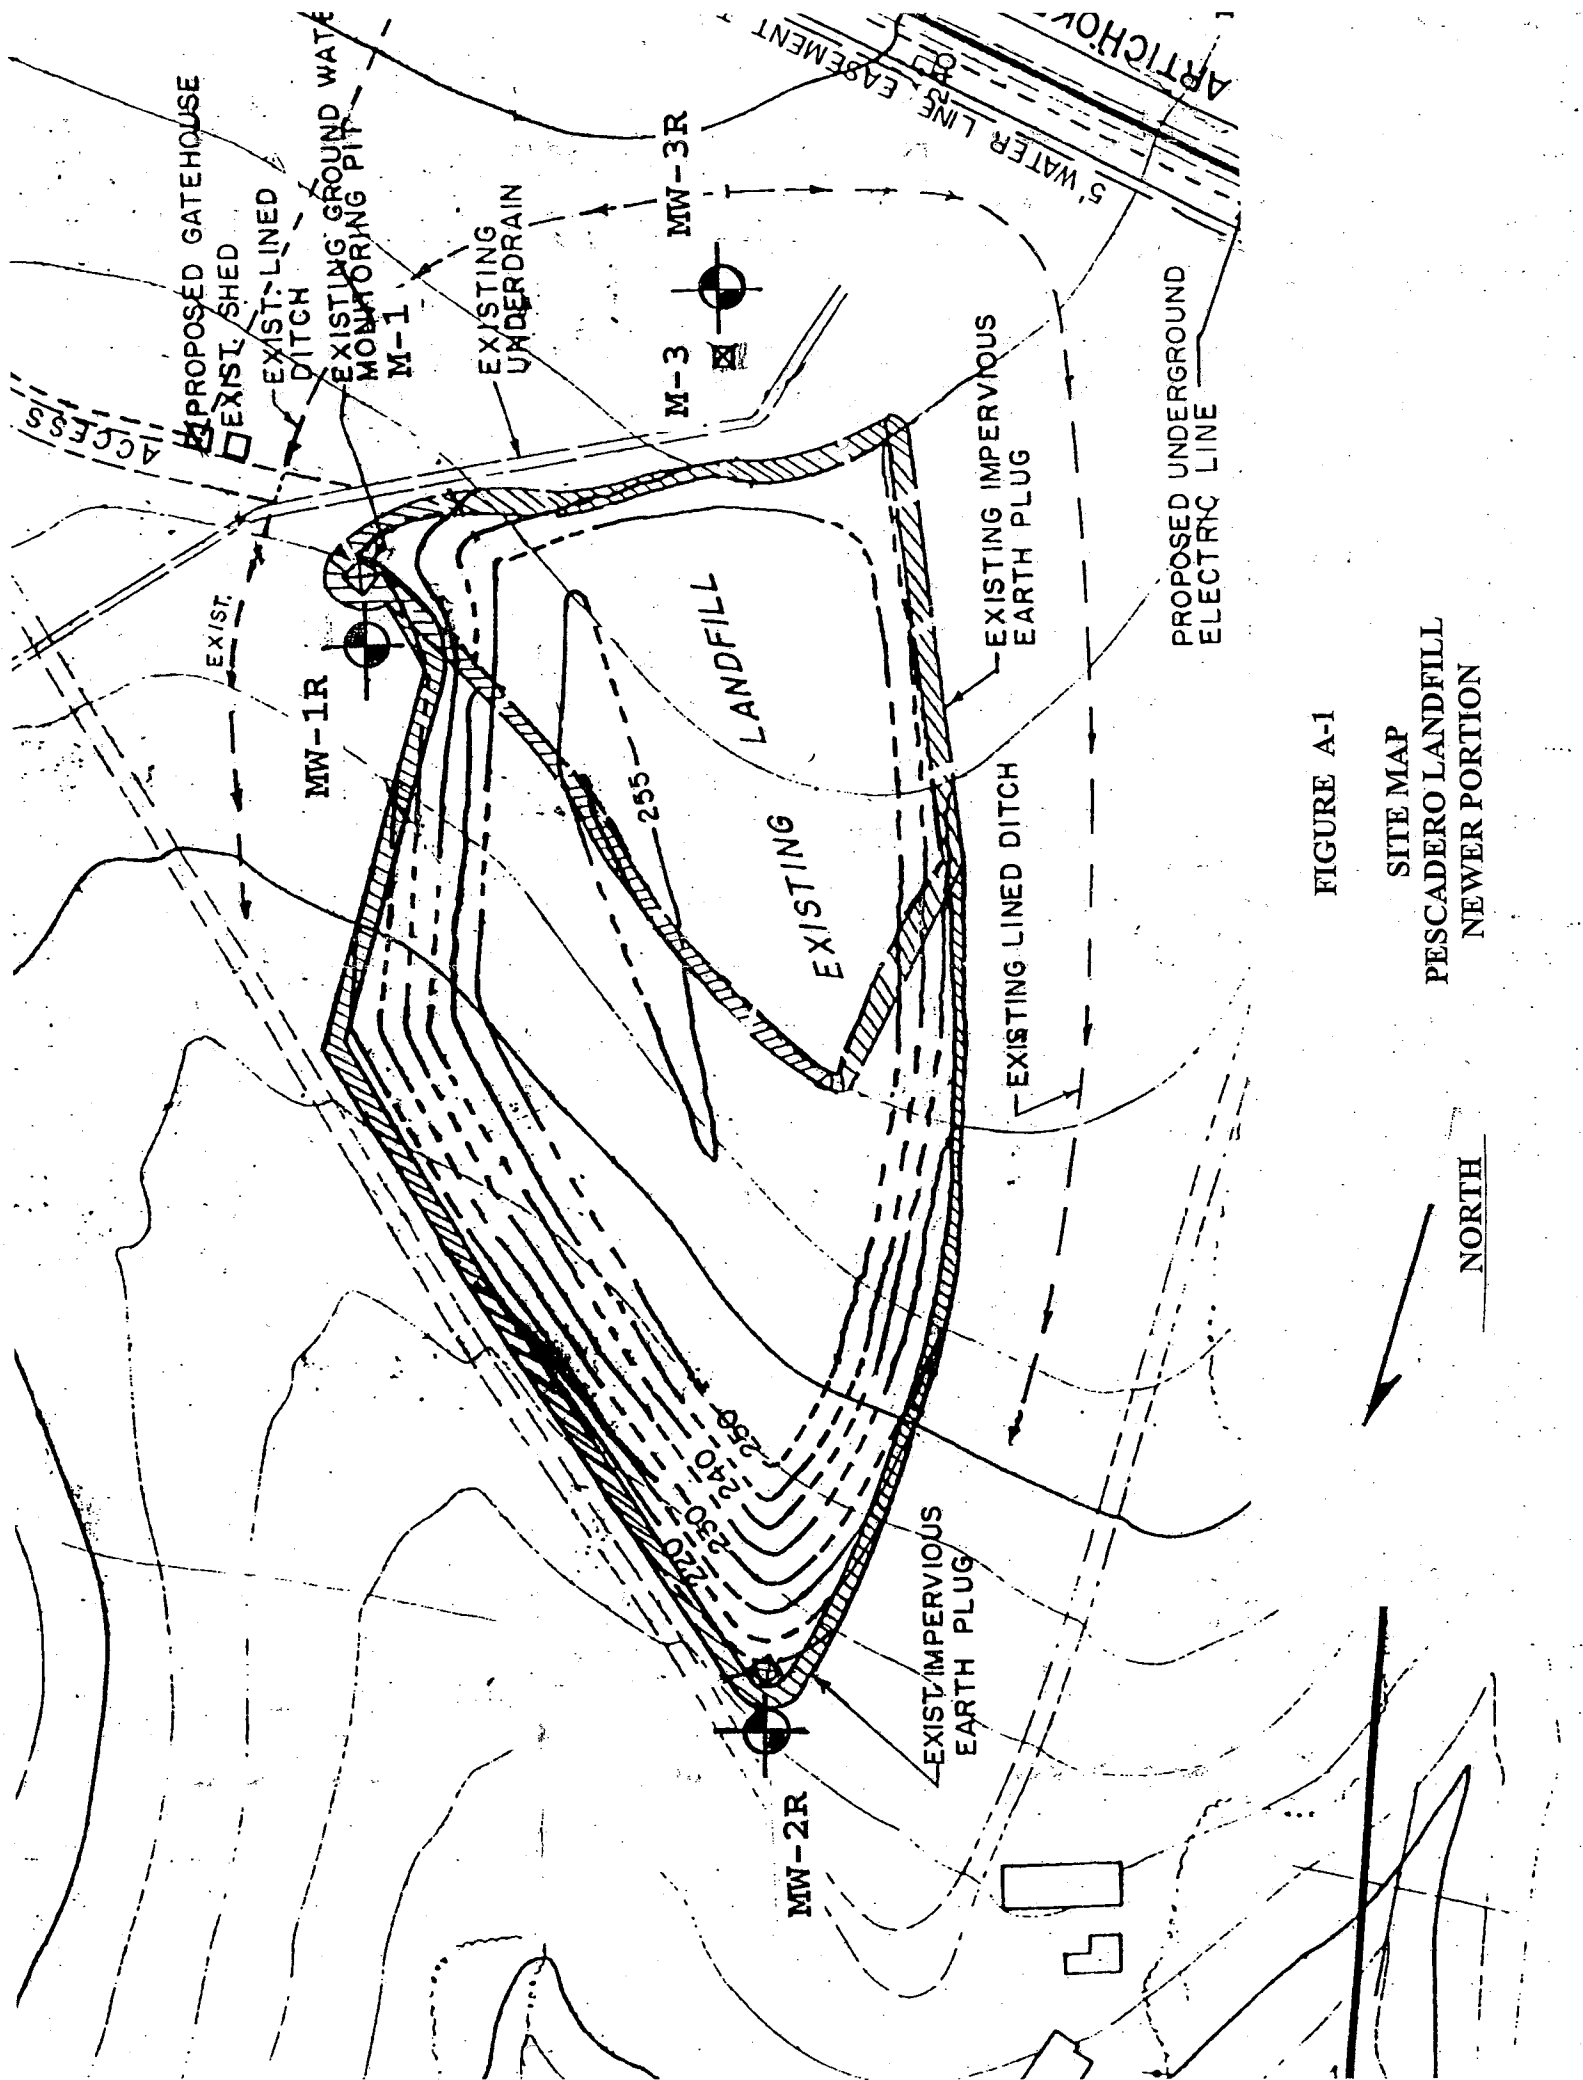 ACCESS
PROPOSED GATEHOUSE
EXIST. SHED
EXIST. LINED
DITCH
EXISTING GROUND WATE
MONITORING PIT
M-1
EXISTING
UNDERDRAIN
M-3
MW-3R
5' WATER LINE EASEMENT
ARTICHOK
EXIST.
MW-1R
EXISTING LANDFILL
255
EXISTING IMPERVIOUS
EARTH PLUG
PROPOSED UNDERGROUND
ELECTRIC LINE
EXISTING LINED DITCH
220
230
240
250
EXIST. IMPERVIOUS
EARTH PLUG
MW-2R
NORTH
FIGURE A-1
SITE MAP
PESCADERO LANDFILL
NEWER PORTION